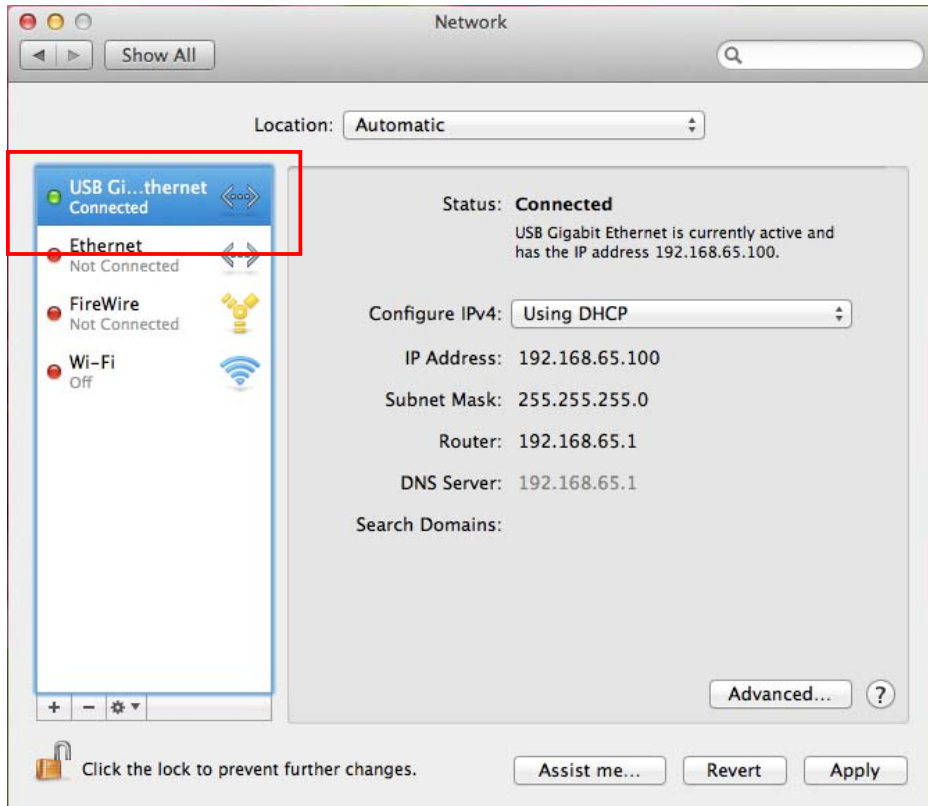 Network
Show All
Location: Automatic
USB Gi...thernet
Connected
Ethernet
Not Connected
FireWire
Not Connected
Wi-Fi
Off
Status: Connected
USB Gigabit Ethernet is currently active and
has the IP address 192.168.65.100.
Configure IPv4: Using DHCP
IP Address: 192.168.65.100
Subnet Mask: 255.255.255.0
Router: 192.168.65.1
DNS Server: 192.168.65.1
Search Domains:
Advanced... ?
Click the lock to prevent further changes.
Assist me... Revert Apply